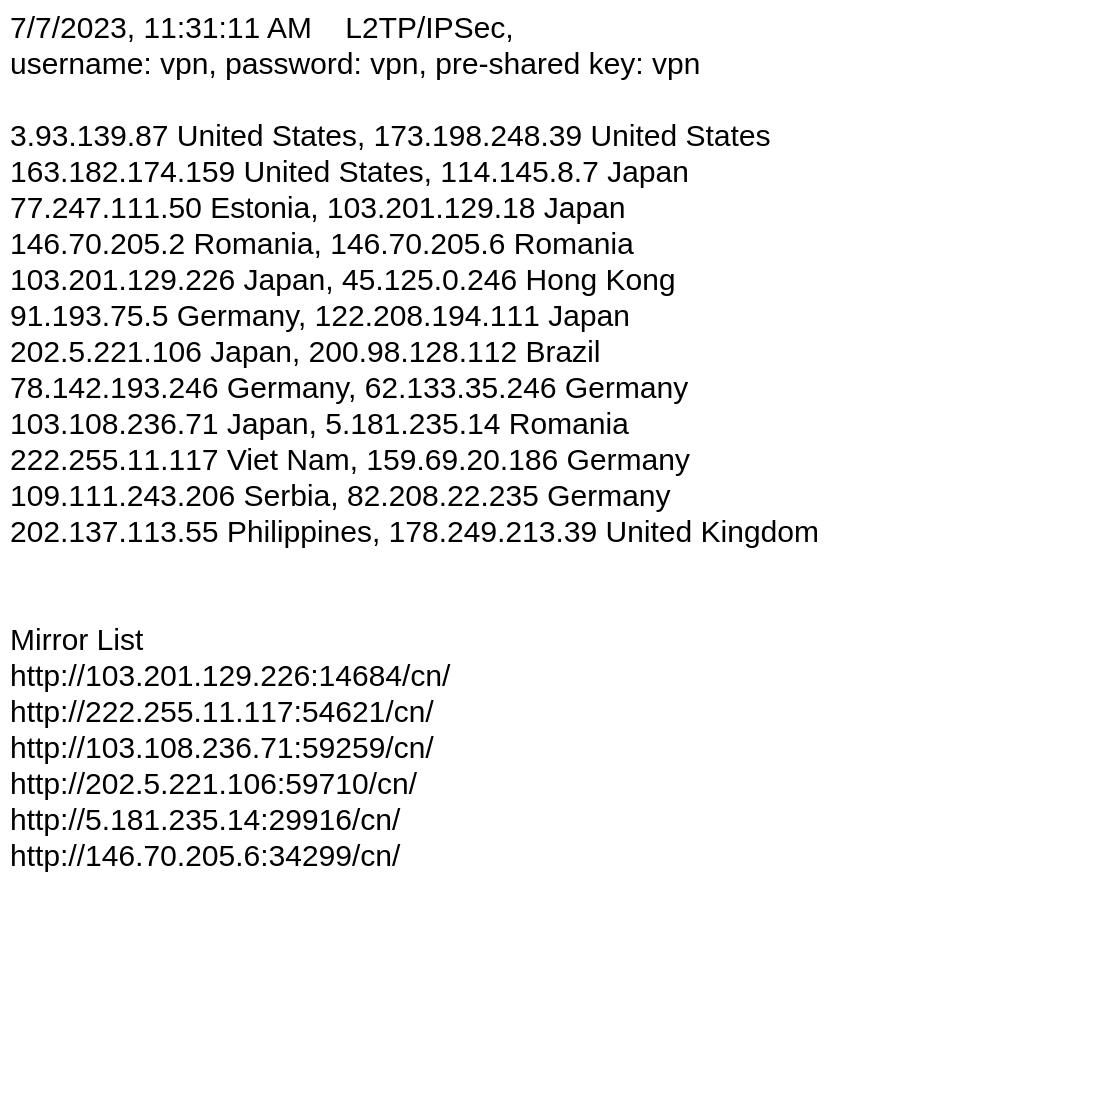 7/7/2023, 11:31:11 AM    L2TP/IPSec,
username: vpn, password: vpn, pre-shared key: vpn
3.93.139.87 United States, 173.198.248.39 United States
163.182.174.159 United States, 114.145.8.7 Japan
77.247.111.50 Estonia, 103.201.129.18 Japan
146.70.205.2 Romania, 146.70.205.6 Romania
103.201.129.226 Japan, 45.125.0.246 Hong Kong
91.193.75.5 Germany, 122.208.194.111 Japan
202.5.221.106 Japan, 200.98.128.112 Brazil
78.142.193.246 Germany, 62.133.35.246 Germany
103.108.236.71 Japan, 5.181.235.14 Romania
222.255.11.117 Viet Nam, 159.69.20.186 Germany
109.111.243.206 Serbia, 82.208.22.235 Germany
202.137.113.55 Philippines, 178.249.213.39 United Kingdom
Mirror List
http://103.201.129.226:14684/cn/
http://222.255.11.117:54621/cn/
http://103.108.236.71:59259/cn/
http://202.5.221.106:59710/cn/
http://5.181.235.14:29916/cn/
http://146.70.205.6:34299/cn/